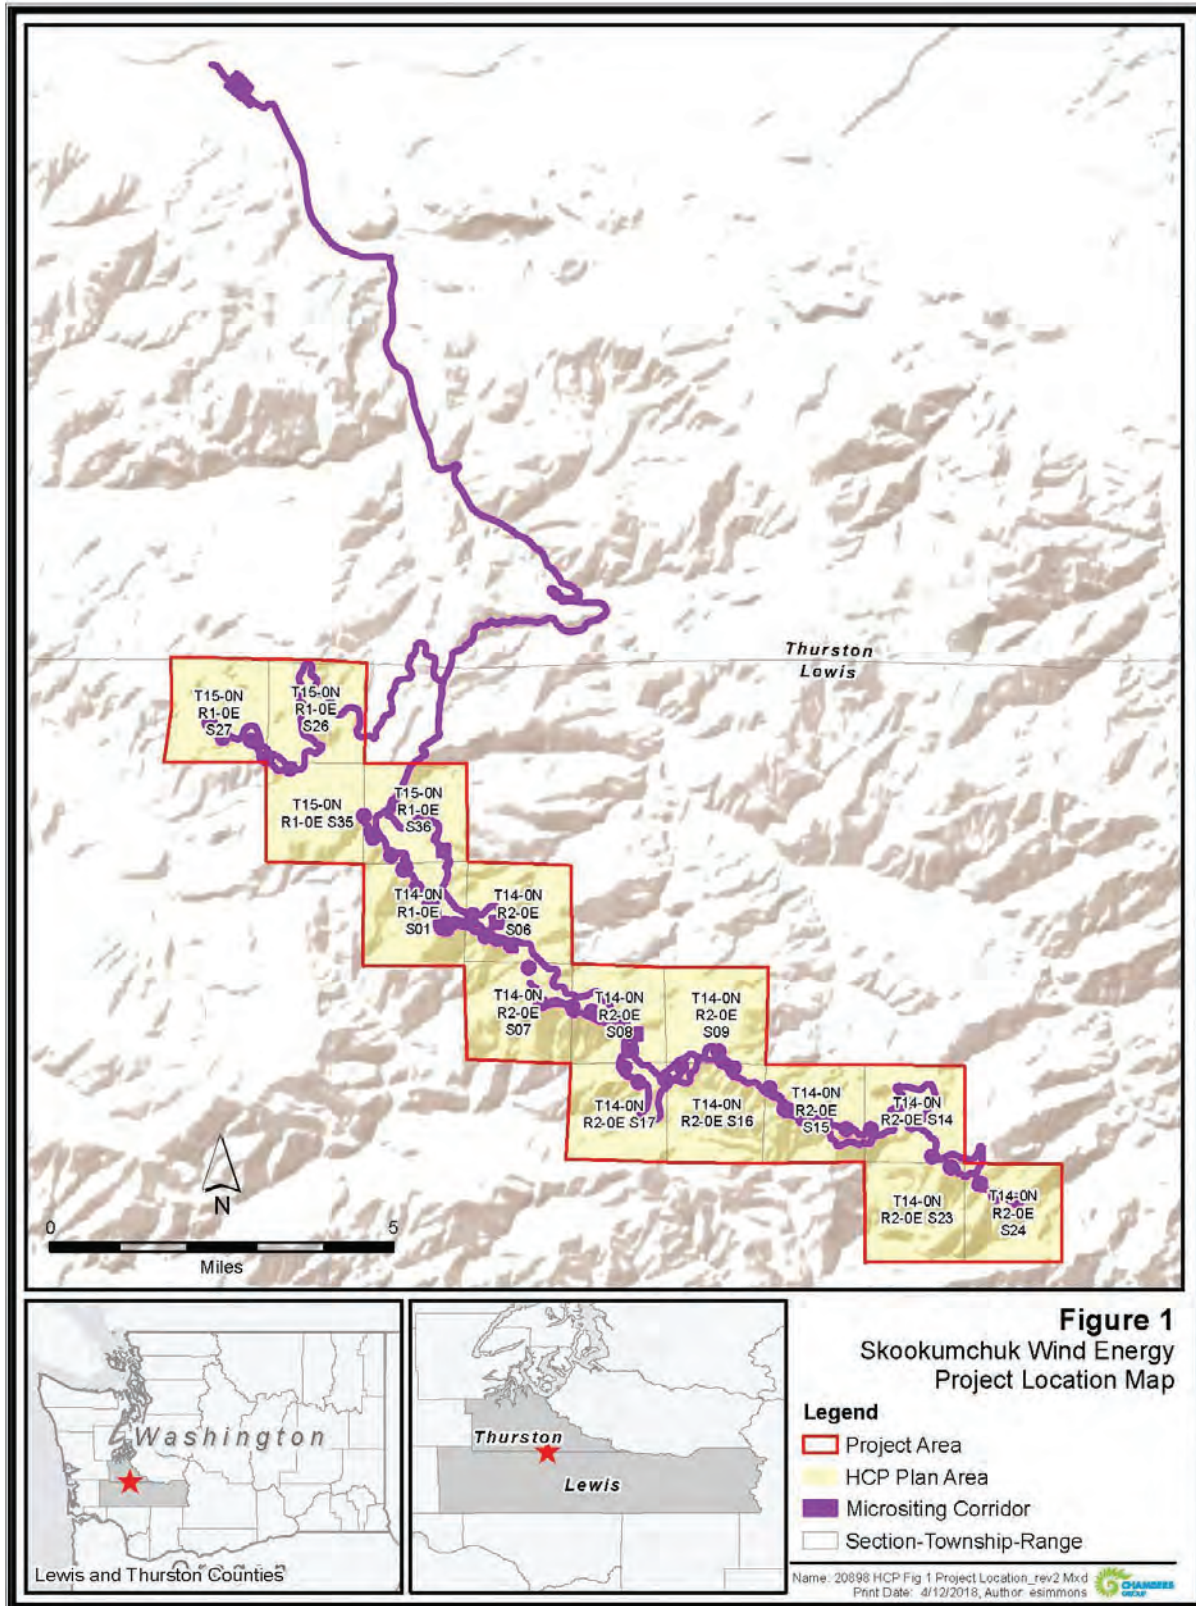 Thurston
Lewis
T15-0N
R1-0E
S27
T15-0N
R1-0E
S26
T15-0N
R1-0E S35
T15-0N
R1-0E
S36
T14-0N
R1-0E
S01
T14-0N
R2-0E
S06
T14-0N
R2-0E
S07
T14-0N
R2-0E
S08
T14-0N
R2-0E
S09
T14-0N
R2-0E S17
T14-0N
R2-0E S16
T14-0N
R2-0E
S15
T14-0N
R2-0E S14
T14-0N
R2-0E S23
T14-0N
R2-0E
S24
N
0 5
Miles
Washington
Lewis and Thurston Counties
Thurston
Lewis
Figure 1
Skookumchuk Wind Energy
Project Location Map
Legend
Project Area
HCP Plan Area
Micrositing Corridor
Section-Township-Range
Name: 20898 HCP Fig 1 Project Location_rev2.Mxd
Print Date: 4/12/2018, Author: esimmons
CHAMBERS
GROUP